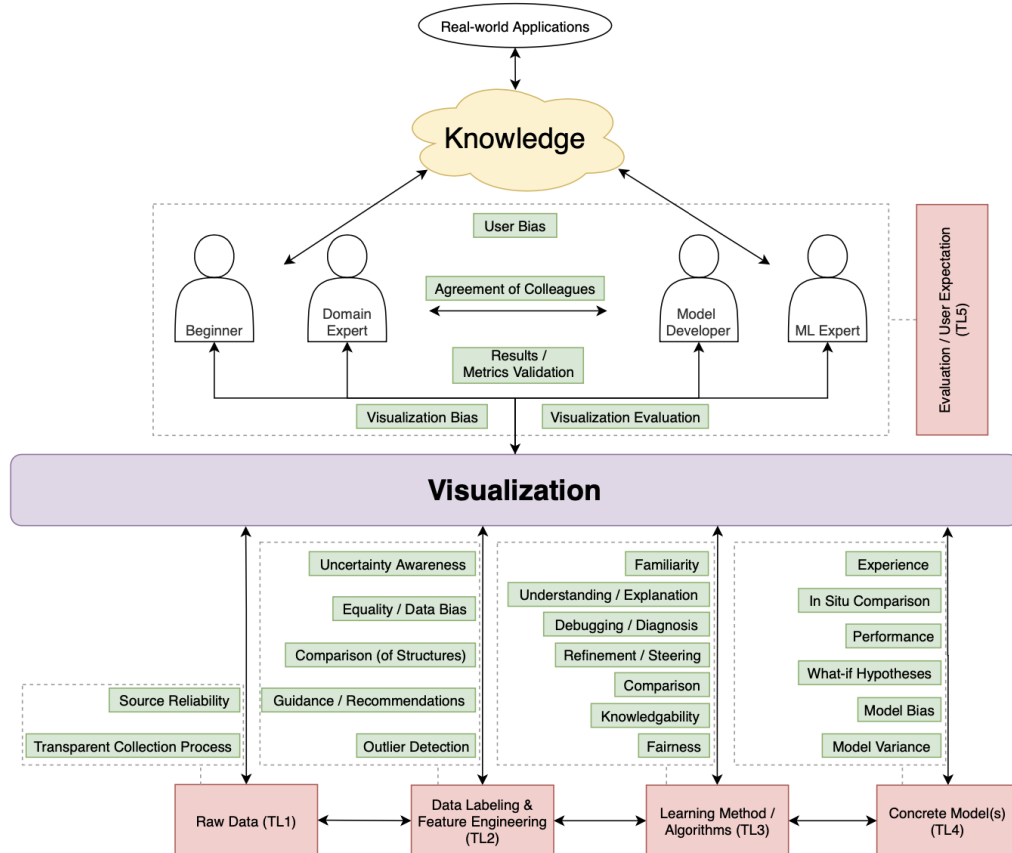 Real-world Applications
Knowledge
User Bias
Beginner
Domain
Expert
Agreement of Colleagues
Model
Developer
ML Expert
Evaluation / User Expectation
(TL5)
Results /
Metrics Validation
Visualization Bias
Visualization Evaluation
Visualization
Source Reliability
Transparent Collection Process
Uncertainty Awareness
Equality / Data Bias
Comparison (of Structures)
Guidance / Recommendations
Outlier Detection
Familiarity
Understanding / Explanation
Debugging / Diagnosis
Refinement / Steering
Comparison
Knowledgability
Fairness
Experience
In Situ Comparison
Performance
What-if Hypotheses
Model Bias
Model Variance
Raw Data (TL1)
Data Labeling &
Feature Engineering
(TL2)
Learning Method /
Algorithms (TL3)
Concrete Model(s)
(TL4)